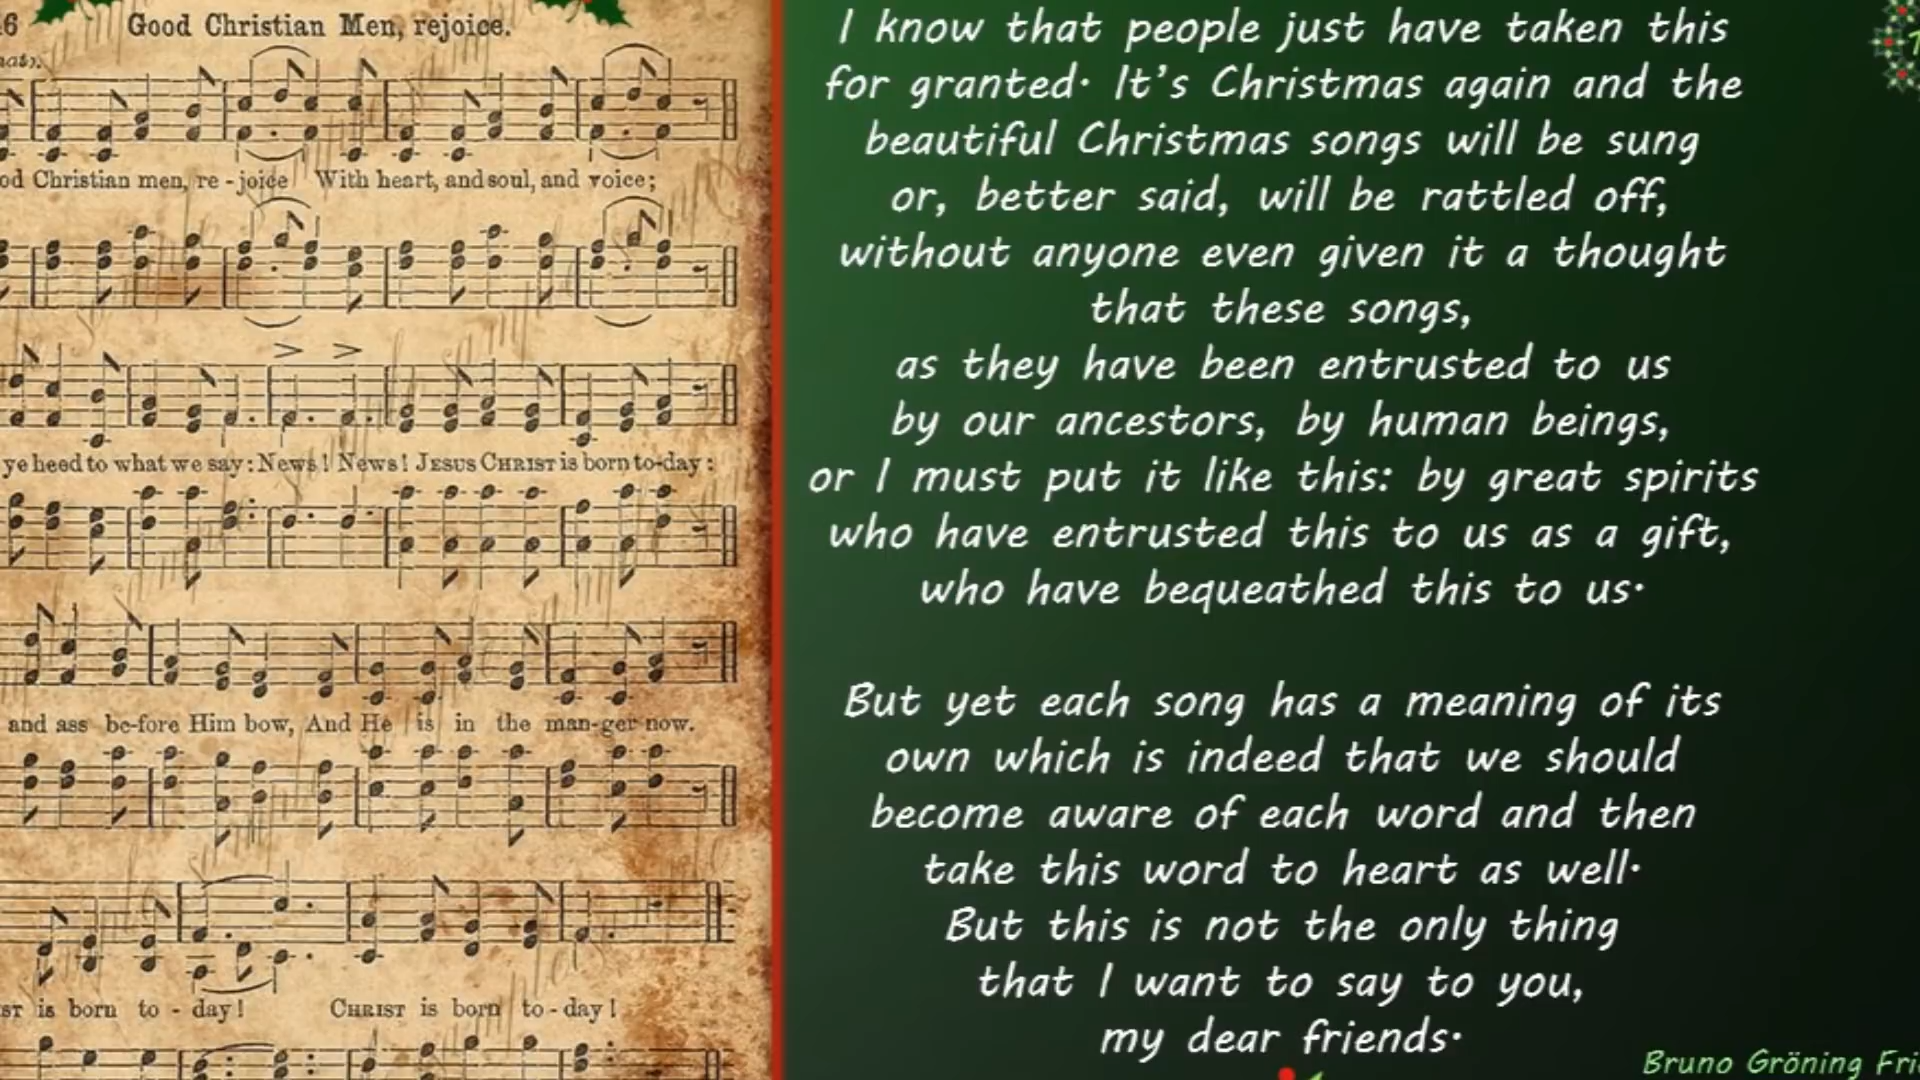 Good Christian Men, rejoice.
Christian men, re - joice With heart, and soul, and voice;
ye heed to what we say: News! News! JESUS CHRIST is born to-day:
and ass be-fore Him bow, And He is in the man-ger now.
is born to - day! CHRIST is born to - day!
I know that people just have taken this
for granted. It's Christmas again and the
beautiful Christmas songs will be sung
or, better said, will be rattled off,
without anyone even given it a thought
that these songs,
as they have been entrusted to us
by our ancestors, by human beings,
or I must put it like this: by great spirits
who have entrusted this to us as a gift,
who have bequeathed this to us.
But yet each song has a meaning of its
own which is indeed that we should
become aware of each word and then
take this word to heart as well.
But this is not the only thing
that I want to say to you,
my dear friends.
Bruno Gröning